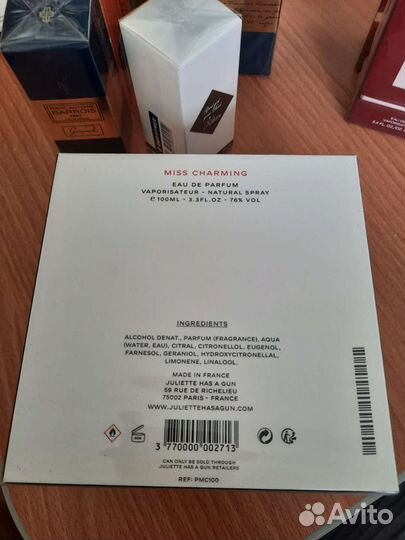 BARROIS
MISS CHARMING
EAU DE PARFUM
VAPORISATEUR - NATURAL SPRAY
℮ 100ML - 3.3FL.OZ - 76% VOL
INGREDIENTS
ALCOHOL DENAT., PARFUM (FRAGRANCE), AQUA
(WATER, EAU), CITRAL, CITRONELLOL, EUGENOL,
FARNESOL, GERANIOL, HYDROXYCITRONELLAL,
LIMONENE, LINALOOL.
MADE IN FRANCE
JULIETTE HAS A GUN
59 RUE DE RICHELIEU
75002 PARIS - FRANCE
WWW.JULIETTEHASAGUN.COM
3 770000 002713
CAN ONLY BE SOLD THROUGH
JULIETTE HAS A GUN RETAILERS
REF: PMC100
Avito